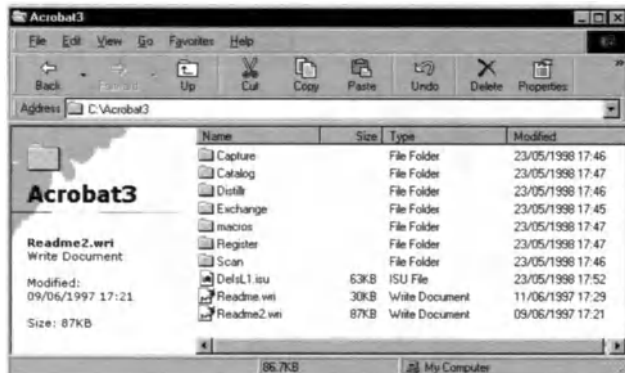 Acrobat3
File Edit View Go Favorites Help
Back Forward Up Cut Copy Paste Undo Delete Properties »
Address C:\Acrobat3
Name Size Type Modified
Capture File Folder 23/05/1998 17:46
Catalog File Folder 23/05/1998 17:47
Distillr File Folder 23/05/1998 17:46
Exchange File Folder 23/05/1998 17:45
macros File Folder 23/05/1998 17:47
Register File Folder 23/05/1998 17:47
Scan File Folder 23/05/1998 17:46
DelsL1.isu 63KB ISU File 23/05/1998 17:52
Readme.wri 30KB Write Document 11/06/1997 17:29
Readme2.wri 87KB Write Document 09/06/1997 17:21
Acrobat3
Readme2.wri
Write Document
Modified:
09/06/1997 17:21
Size: 87KB
86.7KB My Computer